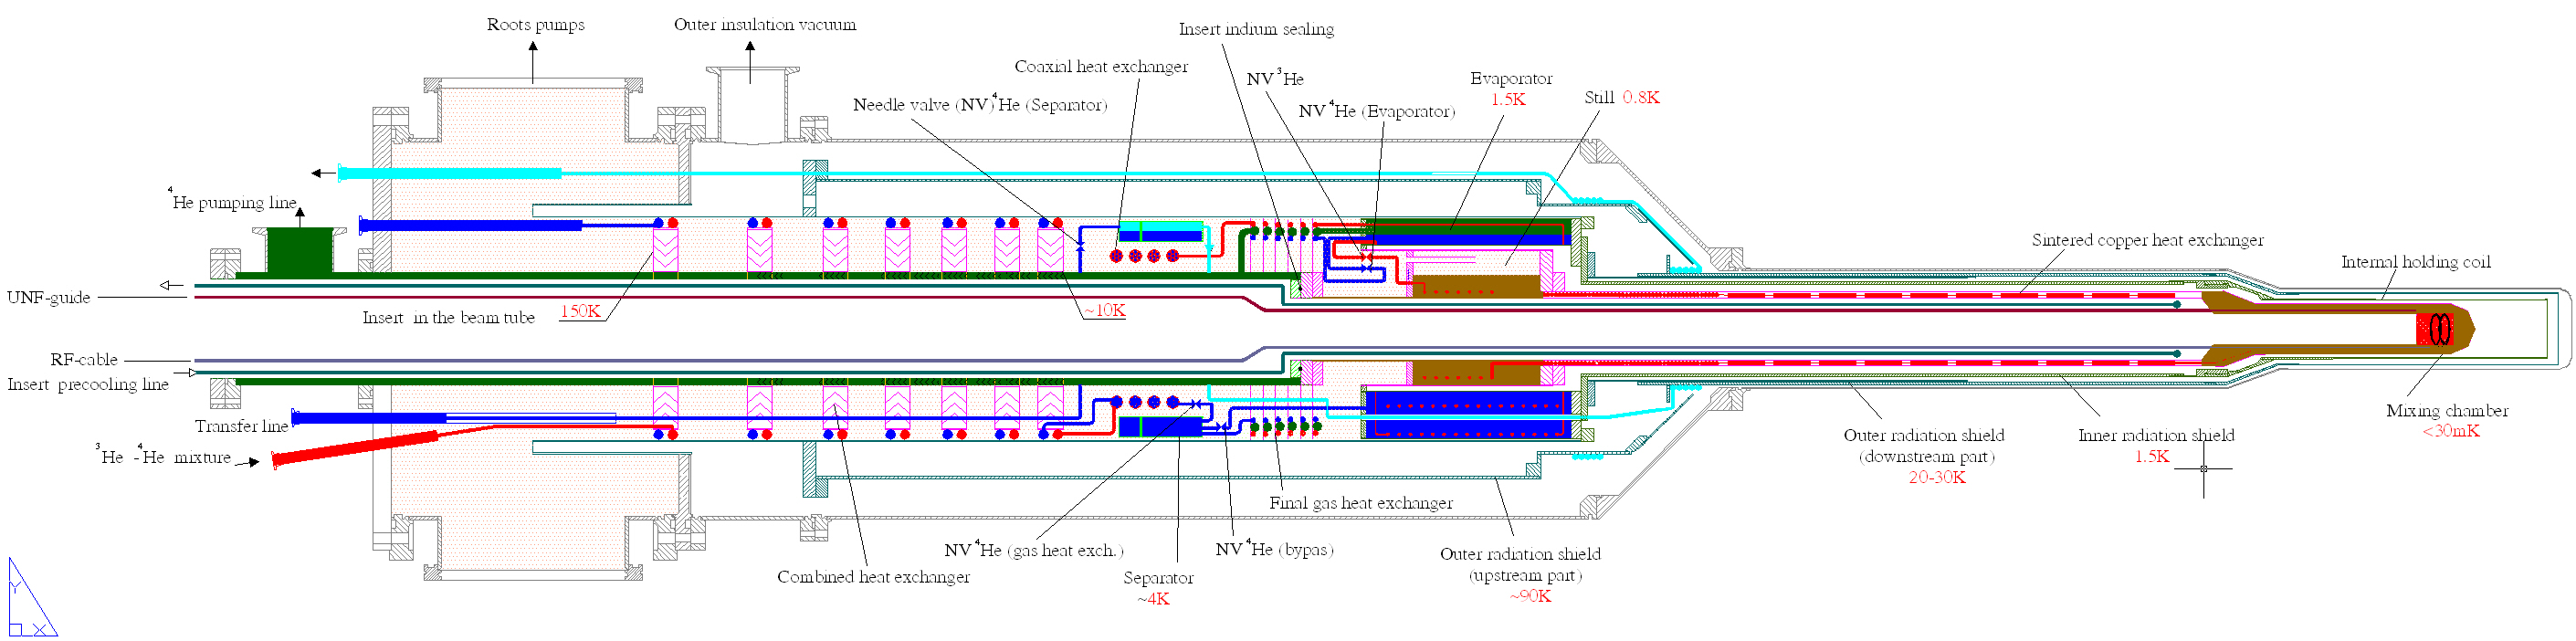 Roots pumps
Outer insulation vacuum
Insert indium sealing
Coaxial heat exchanger
NV ³He
Evaporator
1.5K
Still 0.8K
Needle valve (NV) ⁴He (Separator)
NV ⁴He (Evaporator)
⁴He pumping line
Sintered copper heat exchanger
Internal holding coil
UNF-guide
Insert in the beam tube
150K
~10K
RF-cable
Insert precooling line
Transfer line
³He -⁴He mixture
Mixing chamber
<30mK
Outer radiation shield
(downstream part)
20-30K
Inner radiation shield
1.5K
Final gas heat exchanger
NV ⁴He (gas heat exch.)
NV ⁴He (bypas)
Combined heat exchanger
Separator
~4K
Outer radiation shield
(upstream part)
~90K
Y
X